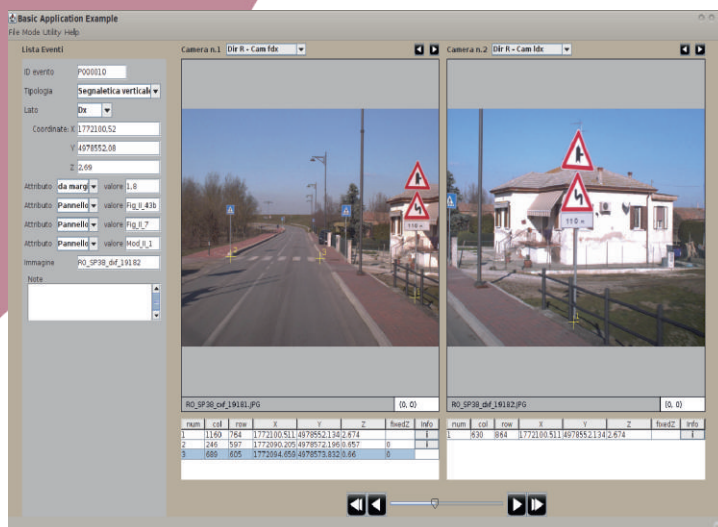 Basic Application Example
File Mode Utility Help
Lista Eventi
ID evento P000010
Tipologia Segnaletica verticale
Lato Dx
Coordinate: X 1772100,52
Y 4978552,08
Z 2,69
Attributo da marg valore 1,8
Attributo Pannello valore Fig_II_43b
Attributo Pannello valore Fig_II_7
Attributo Pannello valore Mod_II_1
Immagine
Note
Camera n.1 Dir R - Cam fdx
110 m
(0, 0)
num col row X Y Z fixedZ Info
1 1160 764 1772100.511 4978552.134 2.674 i
2 246 597 1772090.205 4978572.196 0.657 0
3 689 605 1772094.659 4978573.832 0.66 0
Camera n.2 Dir R - Cam ldx
110 m
(0, 0)
num col row X Y Z fixedZ Info
1 630 864 1772100.511 4978552.134 2.674 i